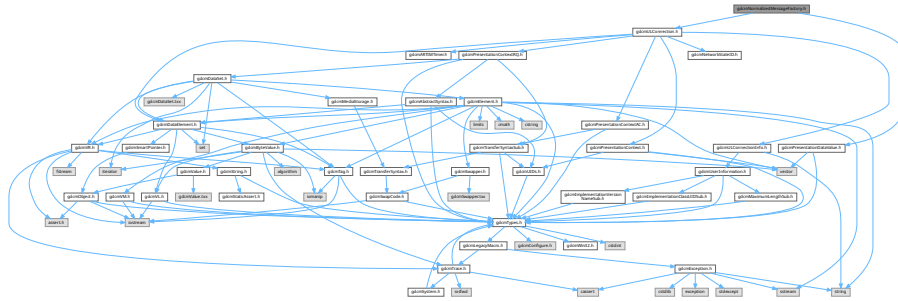 gdcmNormalizedMessageFactory.h
gdcmULConnection.h
gdcmARTIMTimer.h
gdcmPresentationContextRQ.h
gdcmNetworkStateID.h
gdcmDataSet.h
gdcmDataSet.txx
gdcmMediaStorage.h
gdcmAbstractSyntax.h
gdcmElement.h
gdcmDataElement.h
limits
cmath
cstring
gdcmPresentationContextAC.h
gdcmVR.h
gdcmSmartPointer.h
set
gdcmByteValue.h
gdcmTransferSyntaxSub.h
gdcmPresentationContext.h
gdcmULConnectionInfo.h
gdcmPresentationDataValue.h
fstream
iterator
gdcmValue.h
gdcmString.h
algorithm
gdcmTag.h
gdcmTransferSyntax.h
gdcmSwapper.h
gdcmUIDs.h
gdcmUserInformation.h
vector
gdcmObject.h
gdcmVM.h
gdcmVL.h
gdcmValue.txx
gdcmStaticAssert.h
iomanip
gdcmSwapCode.h
gdcmSwapper.txx
gdcmImplementationVersion
NameSub.h
gdcmImplementationClassUIDSub.h
gdcmMaximumLengthSub.h
assert.h
iostream
gdcmTypes.h
gdcmLegacyMacro.h
gdcmConfigure.h
gdcmWin32.h
cstdint
gdcmTrace.h
gdcmException.h
gdcmSystem.h
cassert
cstdlib
exception
stdexcept
ostream
string